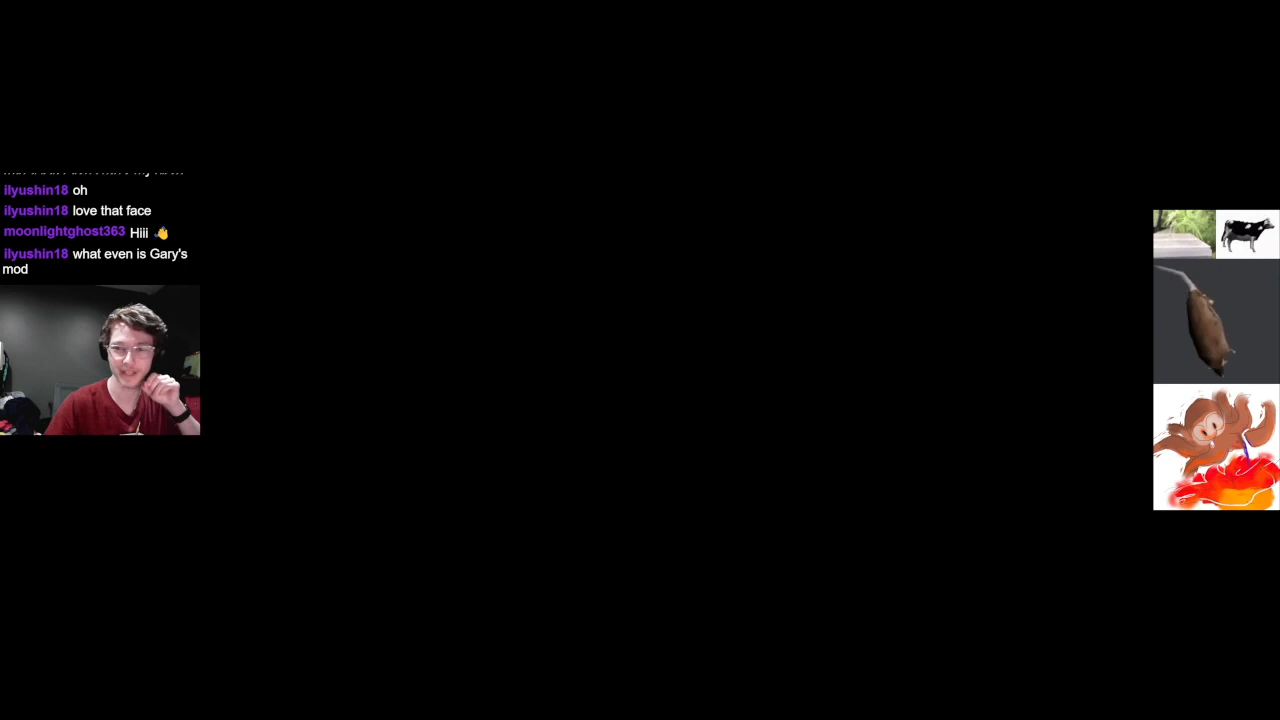 ilyushin18 oh
ilyushin18 love that face
moonlightghost363 Hiii 👋
ilyushin18 what even is Gary's
mod